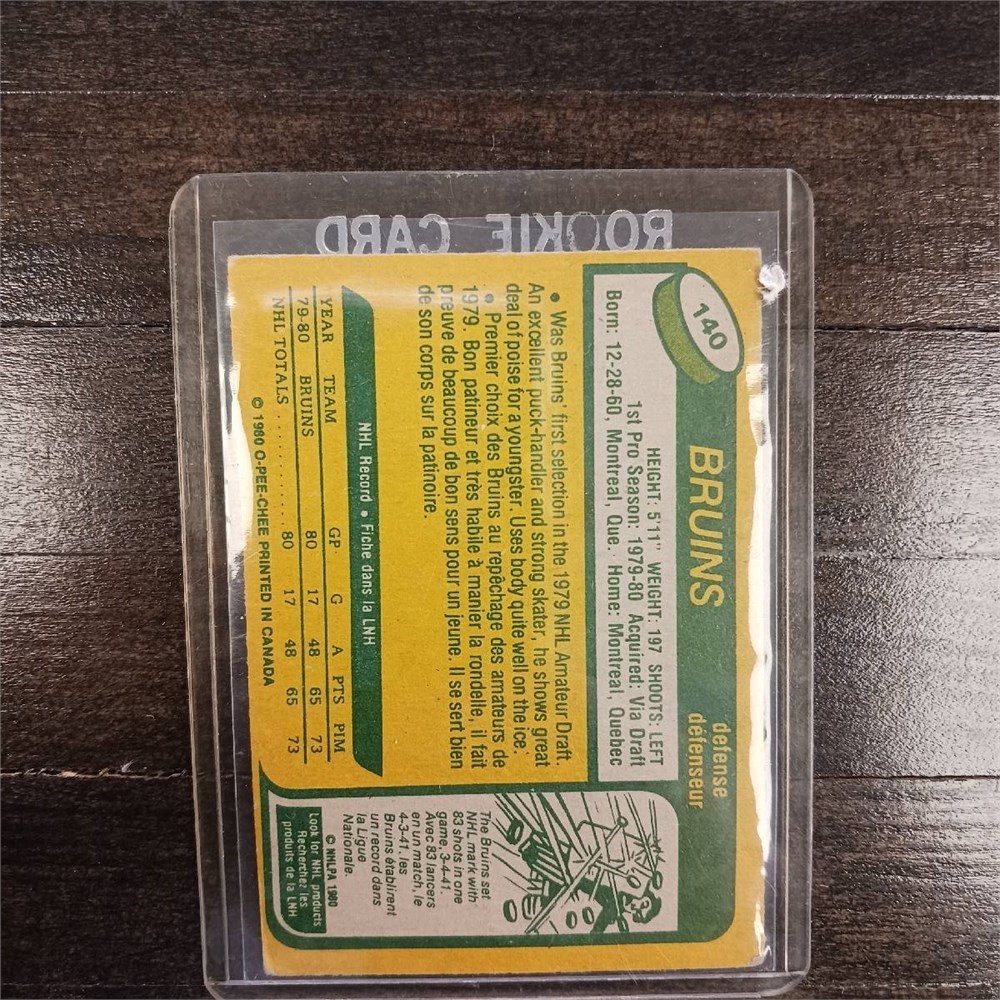 ROOKIE CARD
140
BRUINS
defense
défenseur
HEIGHT: 5'11" WEIGHT: 197 SHOOTS: LEFT
1st Pro Season: 1979-80 Acquired: Via Draft
Born: 12-28-60, Montreal, Que. Home: Montreal, Quebec
• Was Bruins' first selection in the 1979 NHL Amateur Draft.
An excellent puck-handler and strong skater, he shows great
deal of poise for a youngster. Uses body quite well on the ice.
• Premier choix des Bruins au repêchage des amateurs de
1979. Bon patineur et très habile à manier la rondelle, il fait
preuve de beaucoup de bon sens pour un jeune. Il se sert bien
de son corps sur la patinoire.
NHL Record • Fiche dans la LNH
YEAR TEAM GP G A PTS PIM
79-80 BRUINS 80 17 48 65 73
NHL TOTALS . . . . . . . . 80 17 48 65 73
© 1980 O-PEE-CHEE PRINTED IN CANADA
The Bruins set
NHL mark with
83 shots in one
game, 3-4-41.
Avec 83 lancers
en un match, le
4-3-41, les
Bruins établirent
un record dans
la Ligue
Nationale.
© NHLPA 1980
Look for NHL products
Recherchez les
produits de la LNH